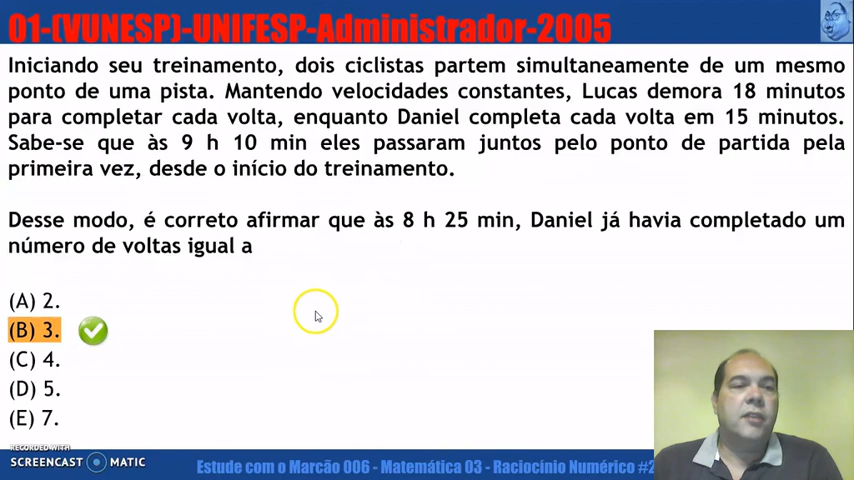 01-(VUNESP)-UNIFESP-Administrador-2005
Iniciando seu treinamento, dois ciclistas partem simultaneamente de um mesmo
ponto de uma pista. Mantendo velocidades constantes, Lucas demora 18 minutos
para completar cada volta, enquanto Daniel completa cada volta em 15 minutos.
Sabe-se que às 9 h 10 min eles passaram juntos pelo ponto de partida pela
primeira vez, desde o início do treinamento.
Desse modo, é correto afirmar que às 8 h 25 min, Daniel já havia completado um
número de voltas igual a
(A) 2.
(B) 3.
(C) 4.
(D) 5.
(E) 7.
RECORDED WITH
SCREENCAST MATIC
Estude com o Marcão 006 - Matemática 03 - Raciocínio Numérico #2